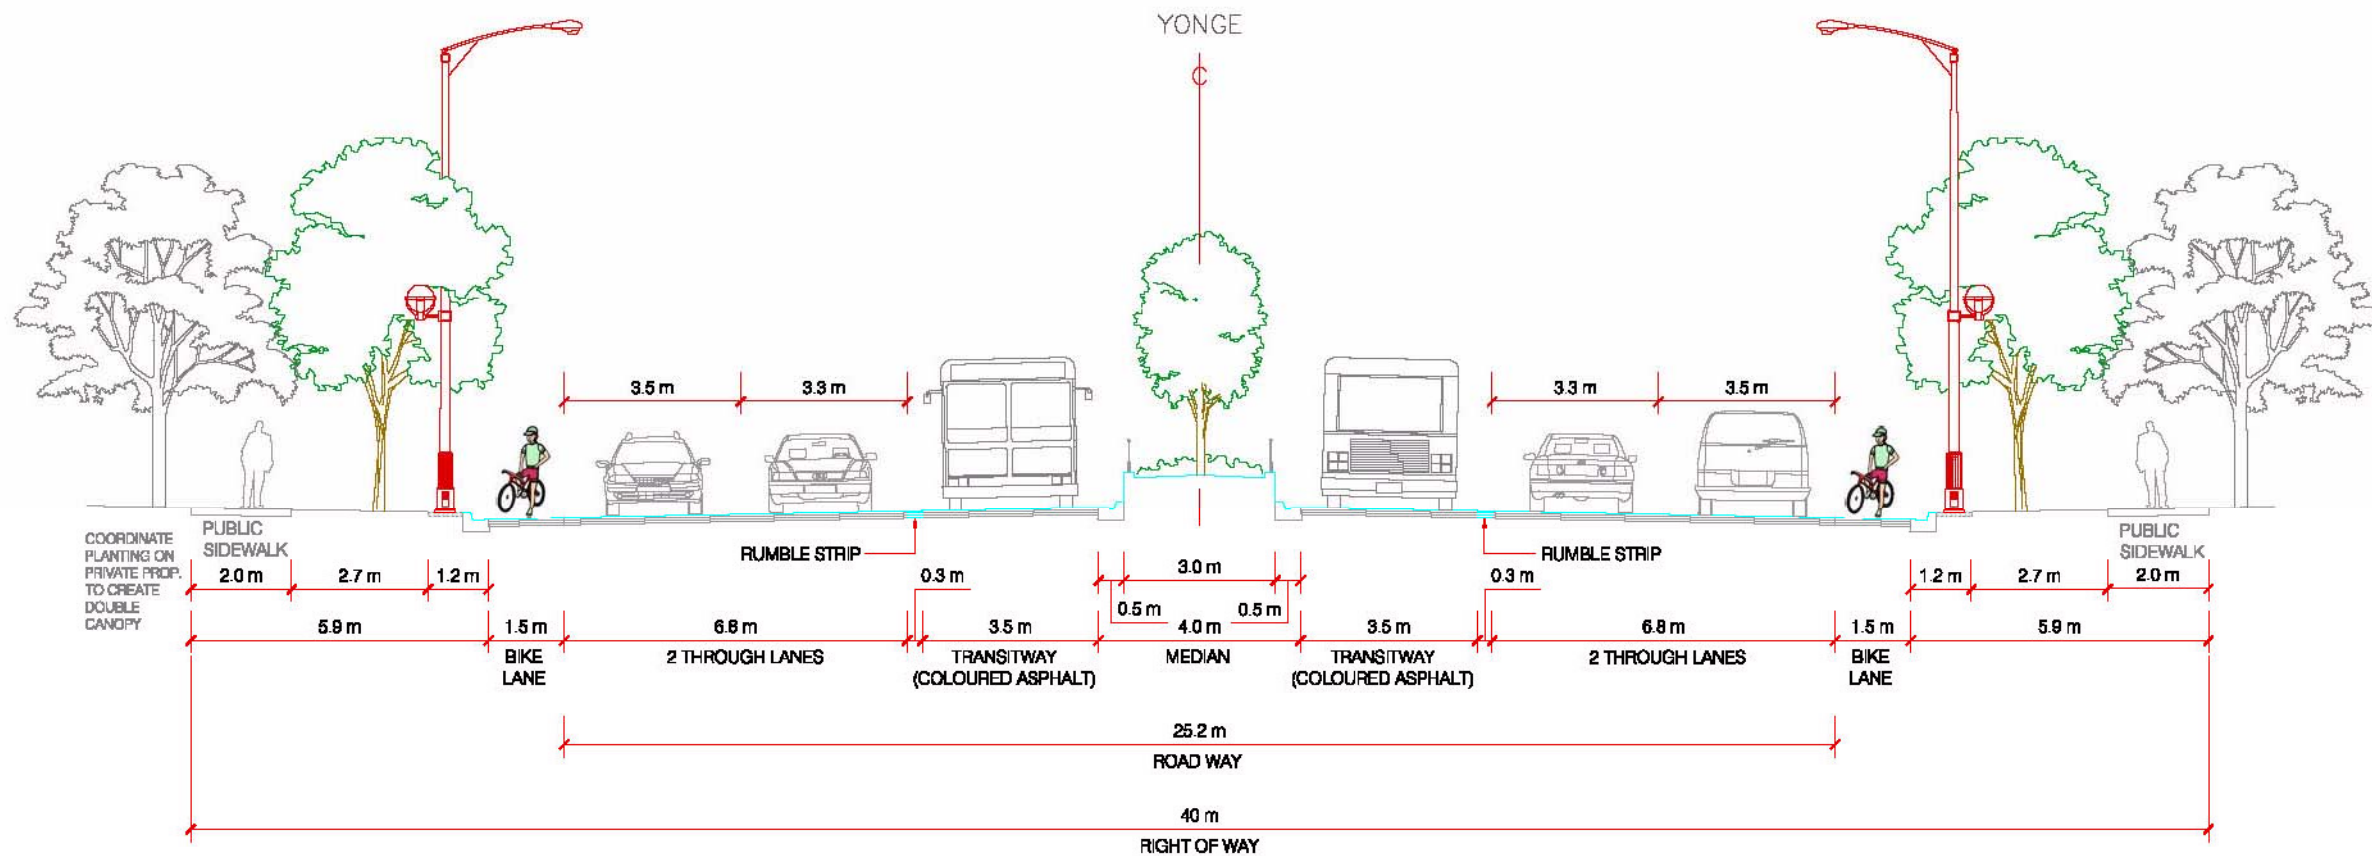 YONGE
C
3.5 m
3.3 m
3.3 m
3.5 m
COORDINATE
PLANTING ON
PRIVATE PROP.
TO CREATE
DOUBLE
CANOPY
PUBLIC
SIDEWALK
RUMBLE STRIP
RUMBLE STRIP
PUBLIC
SIDEWALK
2.0 m
2.7 m
1.2 m
0.3 m
3.0 m
0.3 m
1.2 m
2.7 m
2.0 m
0.5 m
0.5 m
5.9 m
1.5 m
6.8 m
3.5 m
4.0 m
3.5 m
6.8 m
1.5 m
5.9 m
BIKE
LANE
2 THROUGH LANES
TRANSITWAY
(COLOURED ASPHALT)
MEDIAN
TRANSITWAY
(COLOURED ASPHALT)
2 THROUGH LANES
BIKE
LANE
25.2 m
ROAD WAY
40 m
RIGHT OF WAY